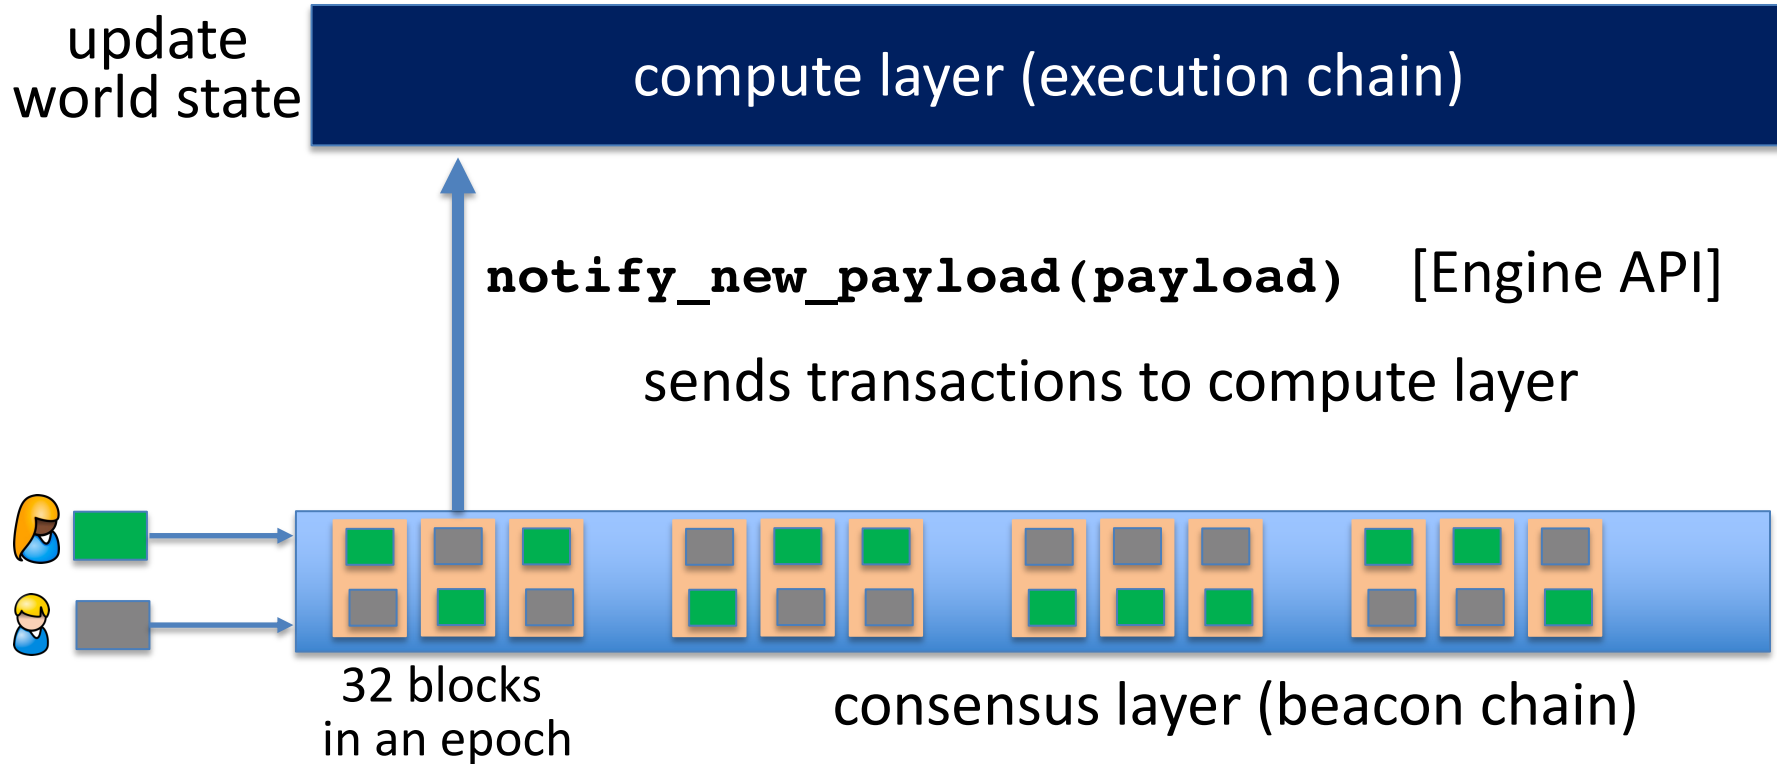 update
world state
compute layer (execution chain)
notify_new_payload(payload) [Engine API]
sends transactions to compute layer
32 blocks
in an epoch
consensus layer (beacon chain)